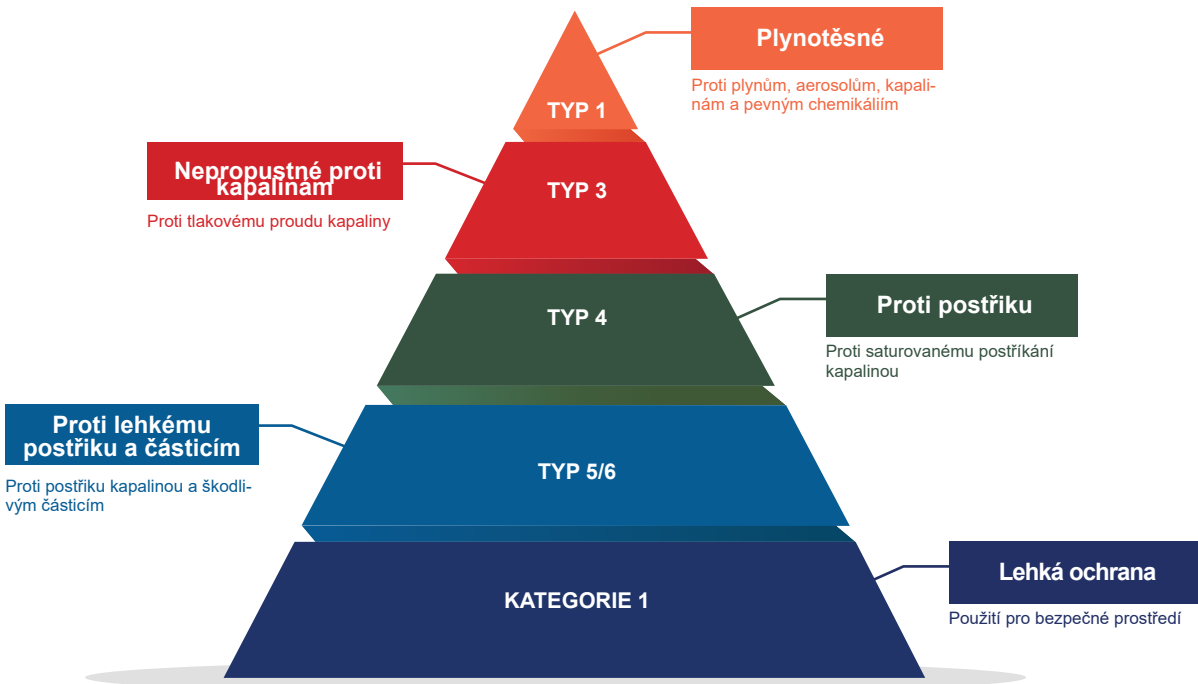 Plynotěsné
Proti plynům, aerosolům, kapali-
nám a pevným chemikáliím
TYP 1
Nepropustné proti
kapalinám
Proti tlakovému proudu kapaliny
TYP 3
TYP 4
Proti postřiku
Proti saturovanému postříkání
kapalinou
Proti lehkému
postřiku a částicím
Proti postřiku kapalinou a škodli-
vým částicím
TYP 5/6
KATEGORIE 1
Lehká ochrana
Použití pro bezpečné prostředí